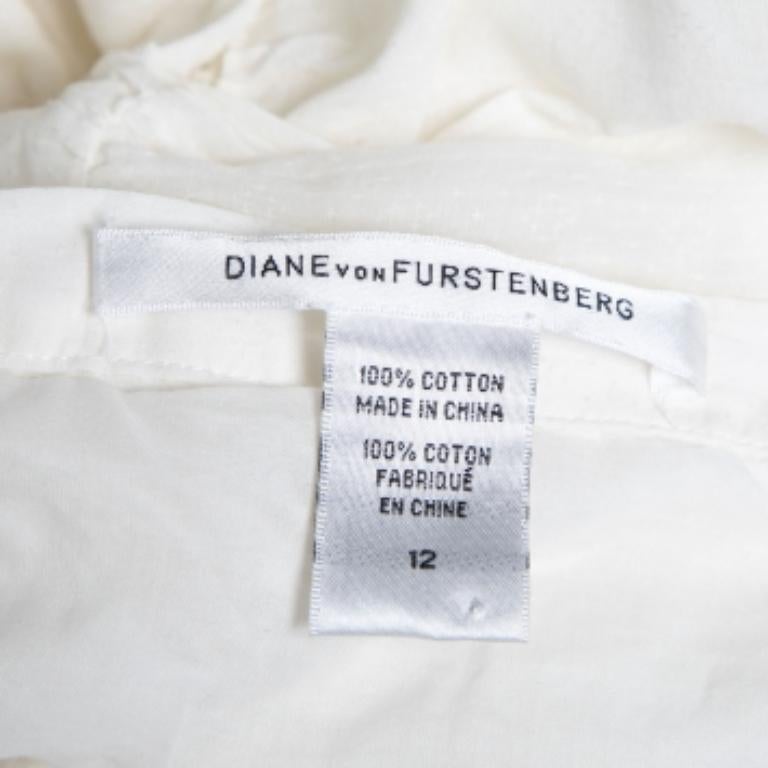 DIANE VON FURSTENBERG
100% COTTON
MADE IN CHINA
100% COTON
FABRIQUÉ
EN CHINE
12